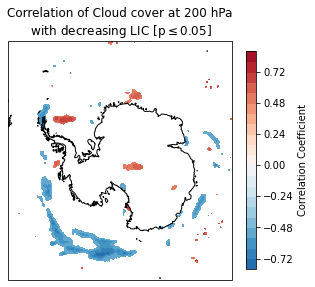 Correlation of Cloud cover at 200 hPa
with decreasing LIC [p ≤ 0.05]
0.72
0.48
0.24
0.00
−0.24
−0.48
−0.72
Correlation Coefficient